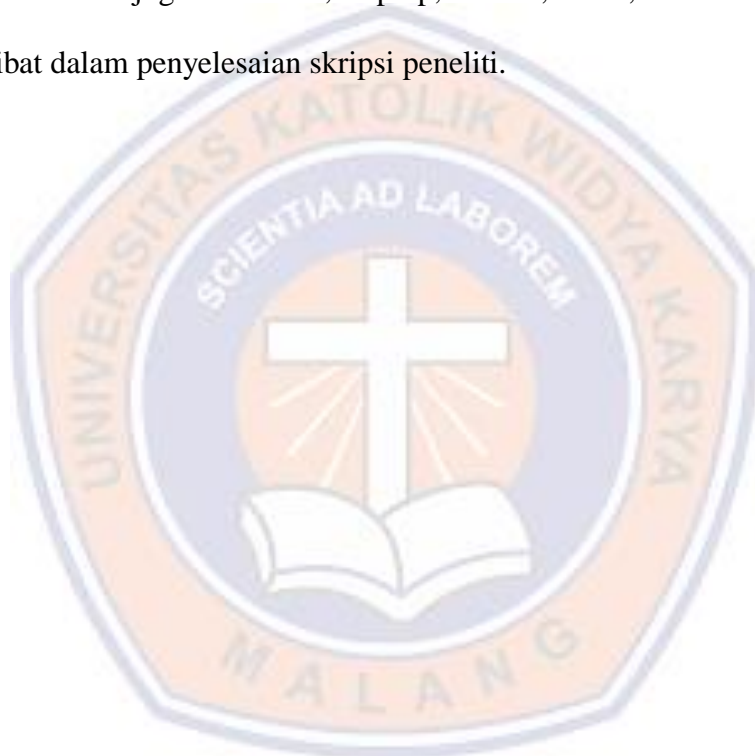 ibat dalam penyelesaian skripsi peneliti.
UNIVERSITAS KATOLIK WIDYA KARYA
SCIENTIA AD LABOREM
MALANG